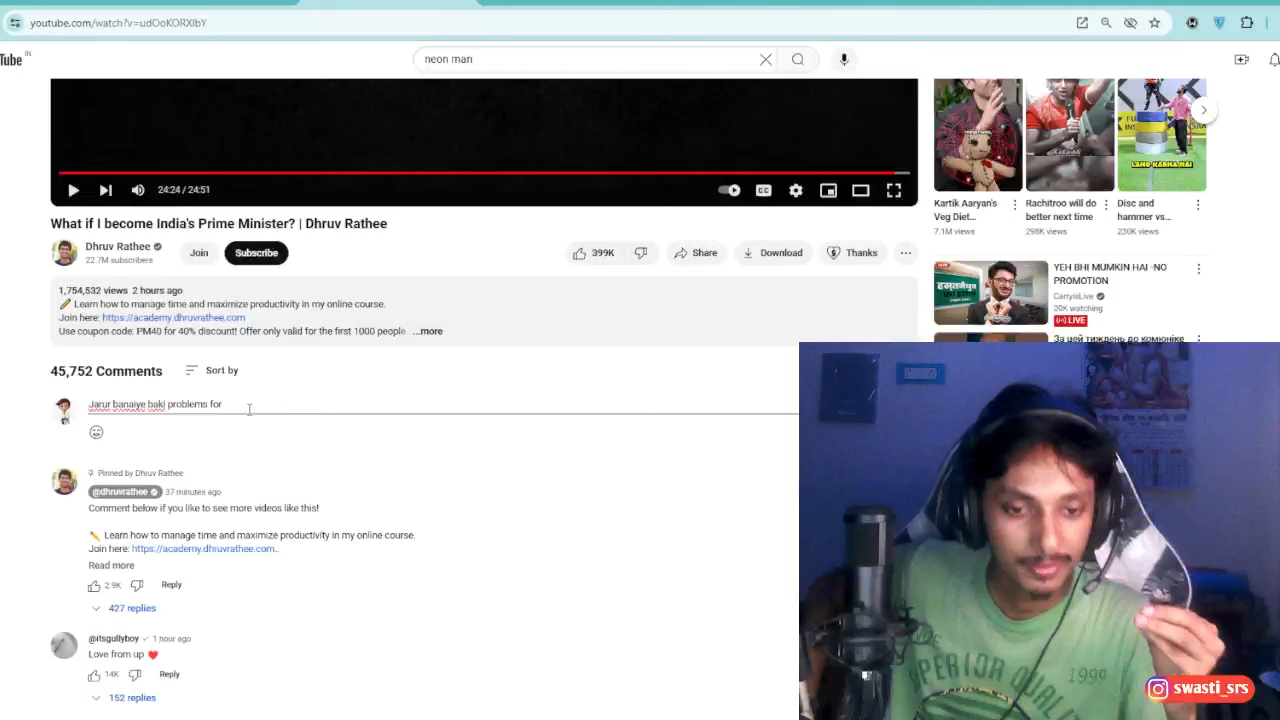 youtube.com/watch?v=udOoKORXIbY
Tube IN
neon man
24:24 / 24:51
What if I become India's Prime Minister? | Dhruv Rathee
Dhruv Rathee
22.7M subscribers
Join
Subscribe
399K
Share
Download
Thanks
1,754,532 views 2 hours ago
Learn how to manage time and maximize productivity in my online course.
Join here: https://academy.dhruvrathee.com
Use coupon code: PM40 for 40% discount! Offer only valid for the first 1000 people ...more
45,752 Comments
Sort by
Jarur banaiye baki problems for
Pinned by Dhruv Rathee
@dhruvrathee 37 minutes ago
Comment below if you like to see more videos like this!
Learn how to manage time and maximize productivity in my online course.
Join here: https://academy.dhruvrathee.com..
Read more
2.9K
Reply
427 replies
@itsgullyboy 1 hour ago
Love from up ❤️
14K
Reply
152 replies
LAND KARNA HAI
Kartik Aaryan's
Veg Diet...
7.1M views
Rachitroo will do
better next time
298K views
Disc and
hammer vs...
230K views
YEH BHI MUMKIN HAI -NO
PROMOTION
CarryisLive
20K watching
LIVE
За цей тиждень до комюніке
SUPERIOR QUALITY
1999
swasti_srs